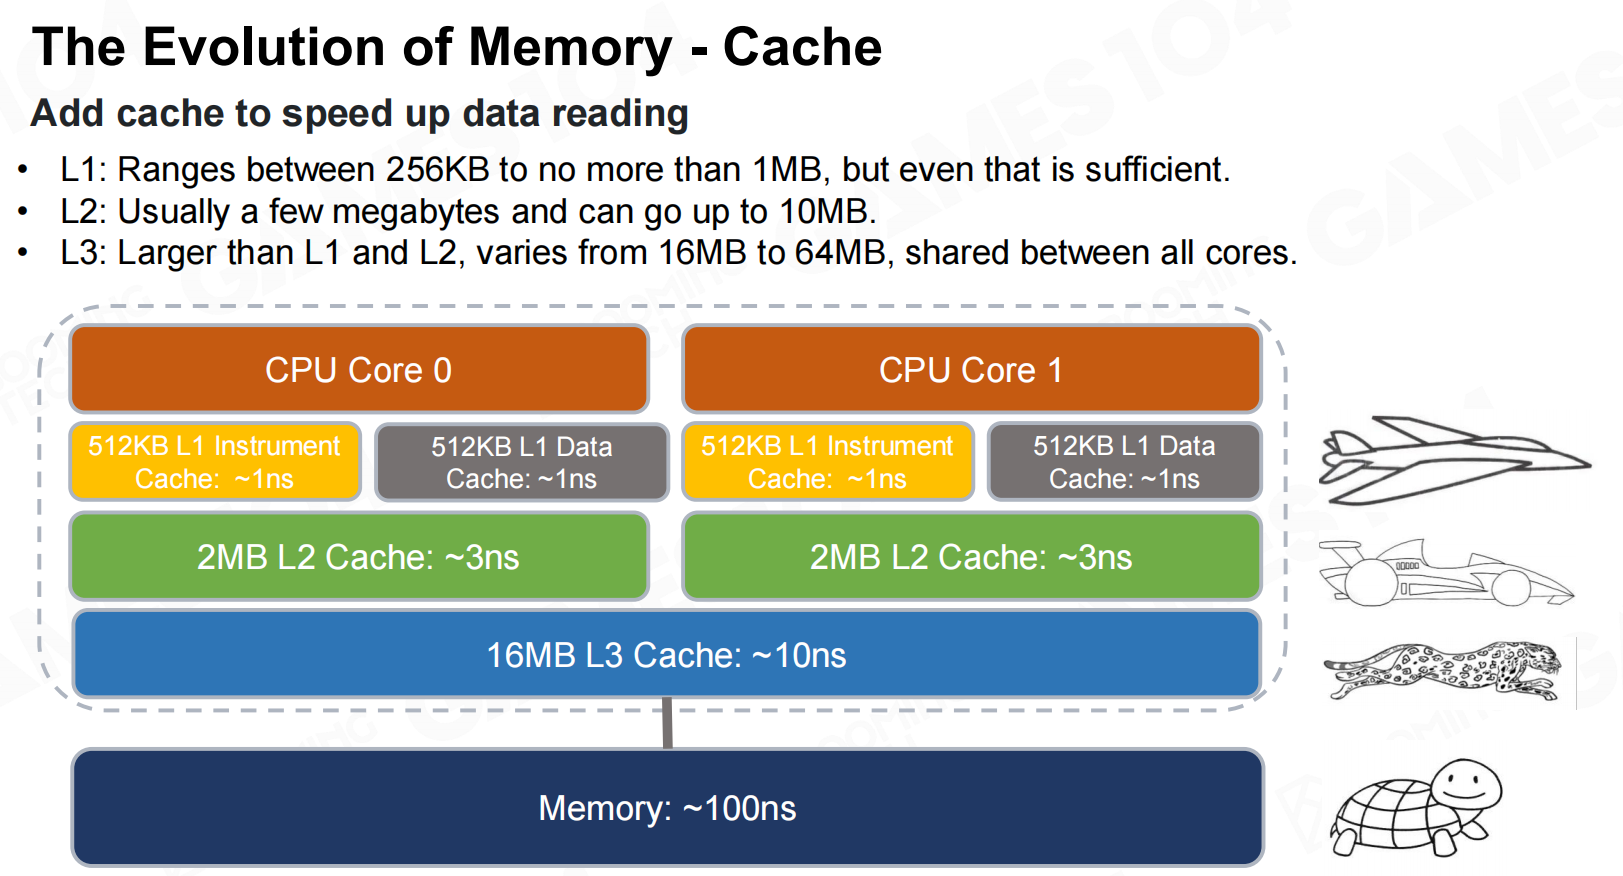 The Evolution of Memory - Cache
Add cache to speed up data reading
• L1: Ranges between 256KB to no more than 1MB, but even that is sufficient.
• L2: Usually a few megabytes and can go up to 10MB.
• L3: Larger than L1 and L2, varies from 16MB to 64MB, shared between all cores.
CPU Core 0
CPU Core 1
512KB L1 Instrument
Cache: ~1ns
512KB L1 Data
Cache: ~1ns
512KB L1 Instrument
Cache: ~1ns
512KB L1 Data
Cache: ~1ns
2MB L2 Cache: ~3ns
2MB L2 Cache: ~3ns
16MB L3 Cache: ~10ns
Memory: ~100ns
GAMES104